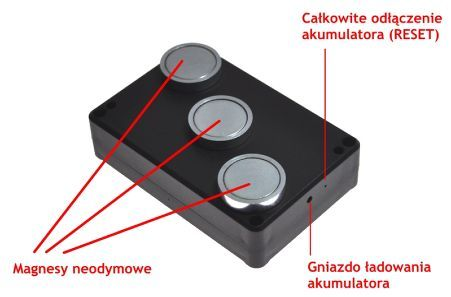 Całkowite odłączenie
akumulatora (RESET)
Magnesy neodymowe
Gniazdo ładowania
akumulatora